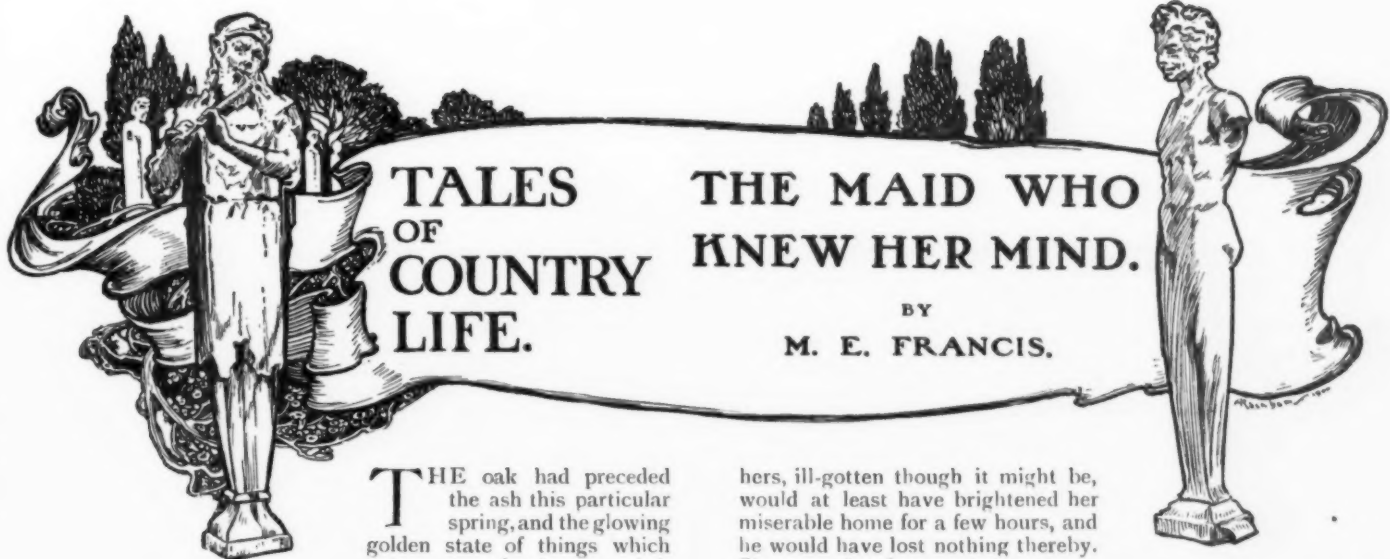 TALES
OF
COUNTRY
LIFE.
THE MAID WHO
KNEW HER MIND.
BY
M. E. FRANCIS.
THE oak had preceded
the ash this particular
spring, and the glowing
golden state of things which
hers, ill-gotten though it might be,
would at least have brightened her
miserable home for a few hours, and
he would have lost nothing thereby.